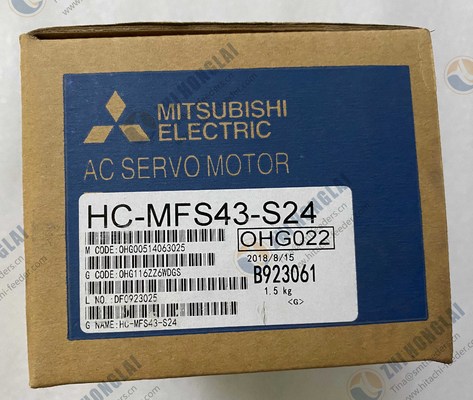 MITSUBISHI
ELECTRIC
AC SERVO MOTOR
HC-MFS43-S24
M CODE:OHG00514063025
OHG022
2018/8/15
G CODE:OHG116ZZ6WDGS
B923061
1.5 kg
L NO.:DF0923025
<G>
G NAME:HC-MFS43-S24
ZHIHONGLAI